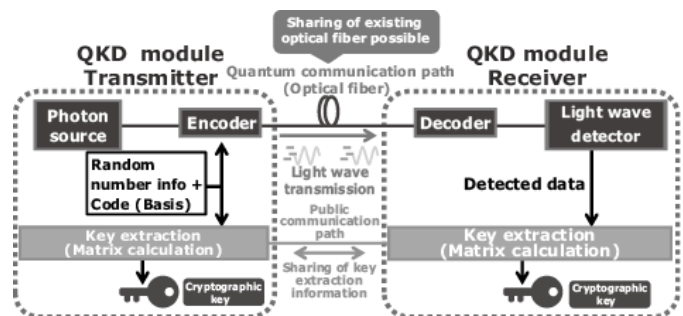 Sharing of existing
optical fiber possible
QKD module
Transmitter
Quantum communication path
(Optical fiber)
QKD module
Receiver
Photon
source
Encoder
Decoder
Light wave
detector
Random
number info +
Code (Basis)
Light wave
transmission
Detected data
Public
communication
path
Key extraction
(Matrix calculation)
Key extraction
(Matrix calculation)
Sharing of key
extraction
information
Cryptographic
key
Cryptographic
key